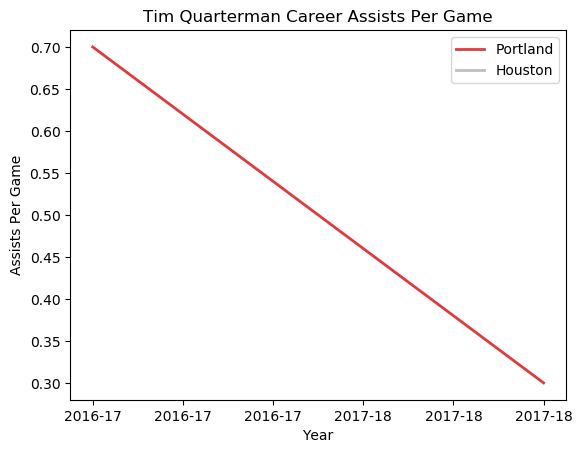 Tim Quarterman Career Assists Per Game
Portland
Houston
0.70
0.65
0.60
0.55
0.50
0.45
0.40
0.35
0.30
Assists Per Game
2016-17 2016-17 2016-17 2017-18 2017-18 2017-18
Year